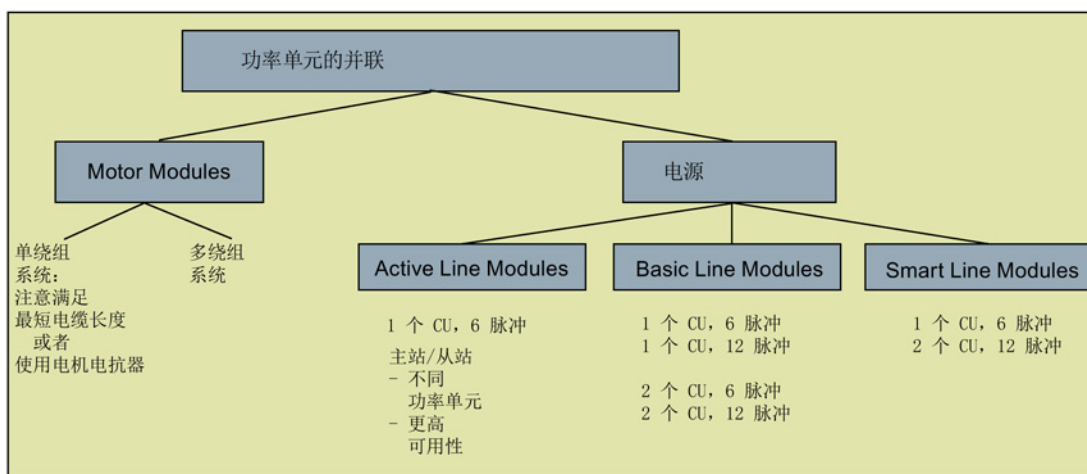 功率单元的并联
Motor Modules
电源
单绕组
系统：
注意满足
最短电缆长度
或者
使用电机电抗器
多绕组
系统
Active Line Modules
1 个 CU，6 脉冲
主站/从站
- 不同
功率单元
- 更高
可用性
Basic Line Modules
1 个 CU，6 脉冲
1 个 CU，12 脉冲
2 个 CU，6 脉冲
2 个 CU，12 脉冲
Smart Line Modules
1 个 CU，6 脉冲
2 个 CU，12 脉冲